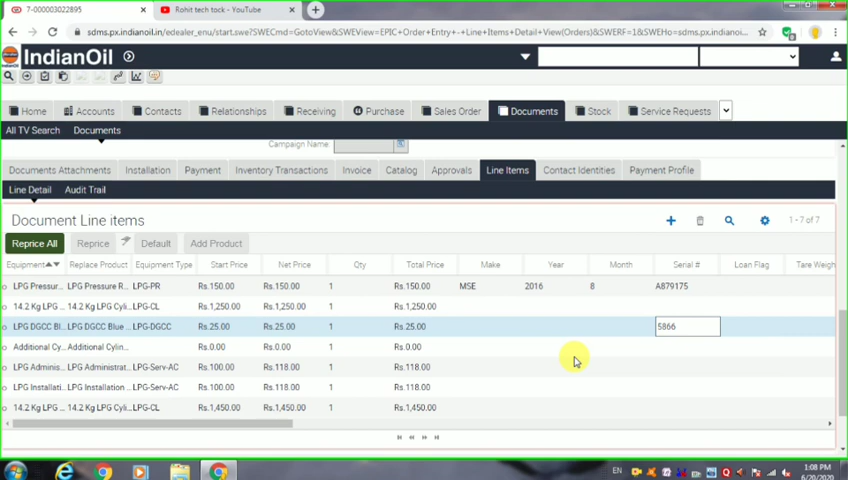 7-000003022895
Rohit tech tock - YouTube
sdms.px.indianoil.in/edealer_enu/start.swe?SWECmd=GotoView&SWEView=EPIC+Order+Entry+-+Line+Items+Detail+View(Orders)&SWERF=1&SWEHo=sdms.px.indianoi...
IndianOil
Home Accounts Contacts Relationships Receiving Purchase Sales Order Documents Stock Service Requests
All TV Search Documents
Campaign Name:
Documents Attachments Installation Payment Inventory Transactions Invoice Catalog Approvals Line Items Contact Identities Payment Profile
Line Detail Audit Trail
Document Line items
1 - 7 of 7
Reprice All Reprice Default Add Product
Equipment Replace Product Equipment Type Start Price Net Price Qty Total Price Make Year Month Serial # Loan Flag Tare Weigh
LPG Pressur... LPG Pressure R... LPG-PR Rs.150.00 Rs.150.00 1 Rs.150.00 MSE 2016 8 A879175
14.2 Kg LPG ... 14.2 Kg LPG Cyli... LPG-CL Rs.1,250.00 Rs.1,250.00 1 Rs.1,250.00
LPG DGCC Bl... LPG DGCC Blue ... LPG-DGCC Rs.25.00 Rs.25.00 1 Rs.25.00 5866
Additional Cy... Additional Cylin... Rs.0.00 Rs.0.00 1 Rs.0.00
LPG Adminis... LPG Administrat... LPG-Serv-AC Rs.100.00 Rs.118.00 1 Rs.118.00
LPG Installati... LPG Installation ... LPG-Serv-AC Rs.100.00 Rs.118.00 1 Rs.118.00
14.2 Kg LPG ... 14.2 Kg LPG Cyli... LPG-CL Rs.1,450.00 Rs.1,450.00 1 Rs.1,450.00
EN
1:08 PM
6/20/2020